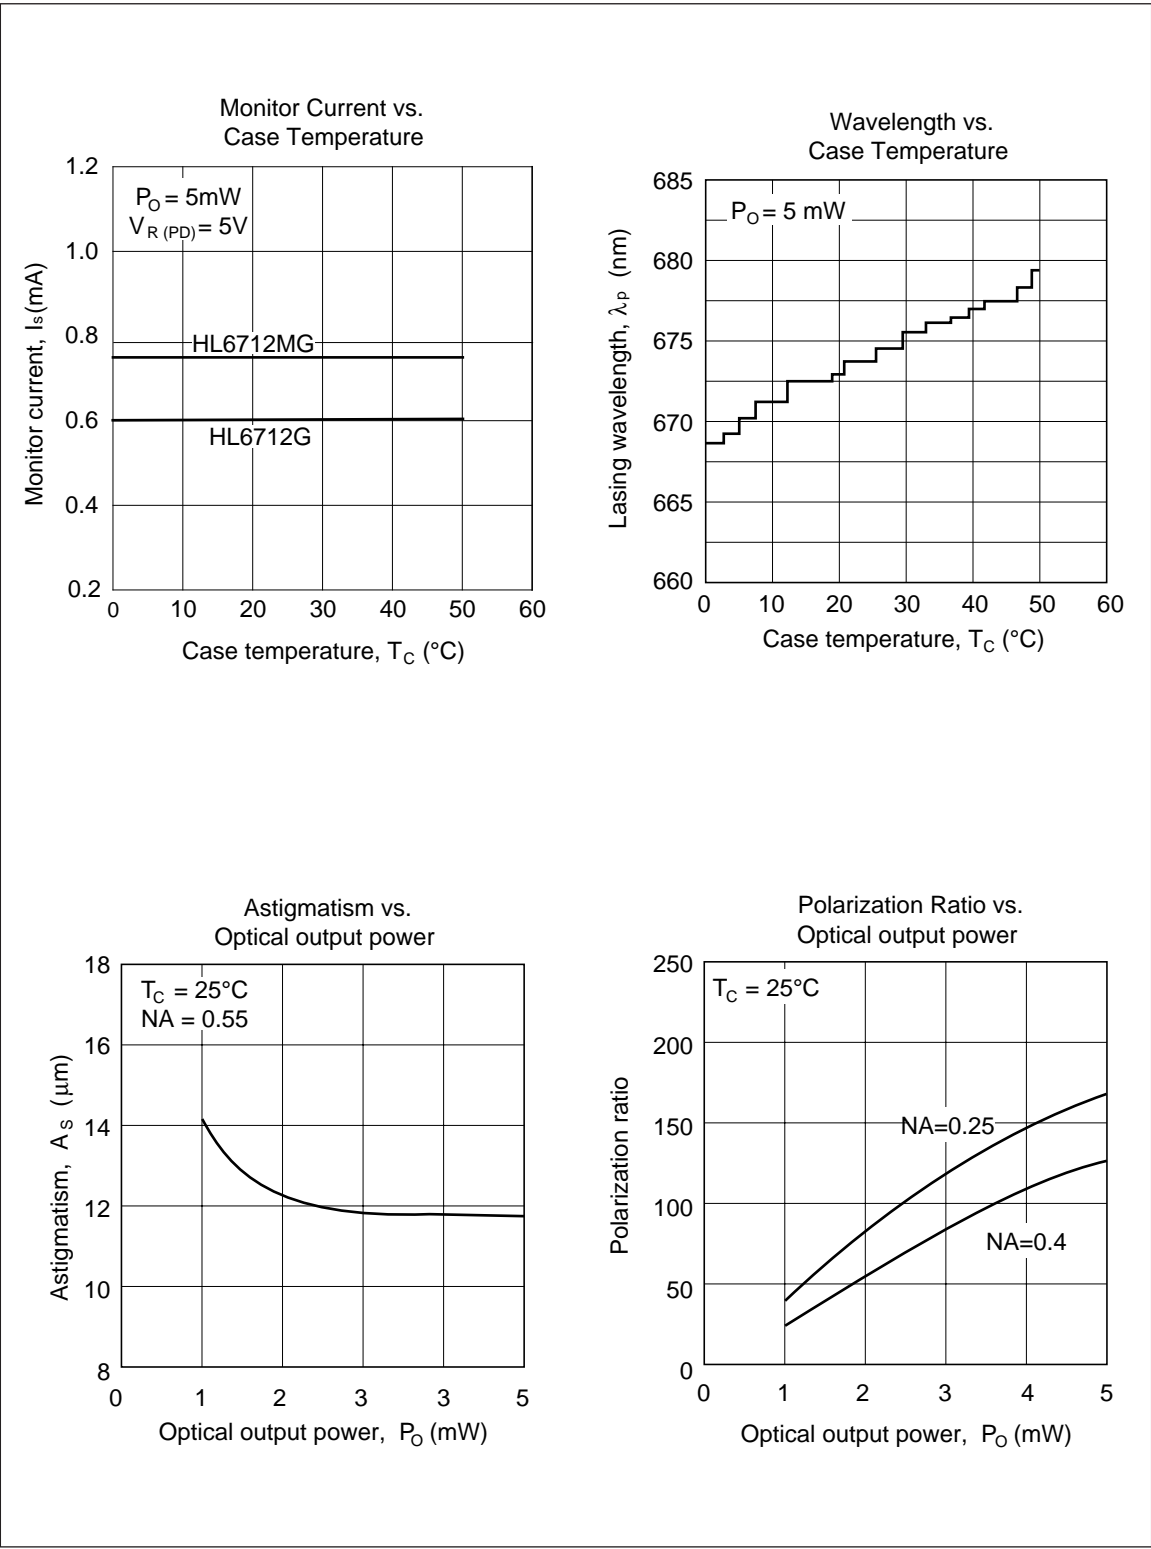 Monitor Current vs.
Case Temperature
1.2
1.0
0.8
0.6
0.4
0.2
Monitor current, Is (mA)
PO = 5mW
VR (PD) = 5V
HL6712MG
HL6712G
0 10 20 30 40 50 60
Case temperature, TC (°C)
Wavelength vs.
Case Temperature
685
680
675
670
665
660
Lasing wavelength, λp (nm)
PO = 5 mW
0 10 20 30 40 50 60
Case temperature, TC (°C)
Astigmatism vs.
Optical output power
18
16
14
12
10
8
Astigmatism, AS (μm)
TC = 25°C
NA = 0.55
0 1 2 3 3 5
Optical output power, PO (mW)
Polarization Ratio vs.
Optical output power
250
200
150
100
50
0
Polarization ratio
TC = 25°C
NA=0.25
NA=0.4
0 1 2 3 4 5
Optical output power, PO (mW)